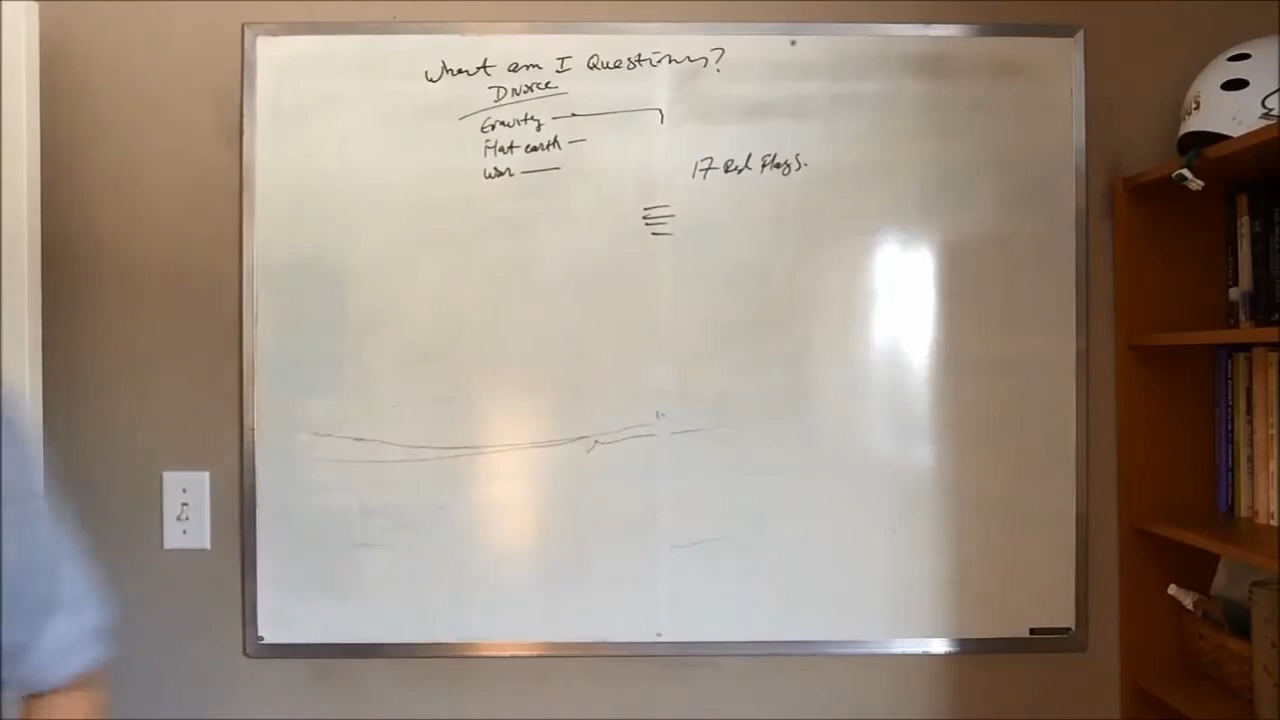 What am I Questioning?
Divorce
Gravity
Flat earth
War
17 Red Flags.